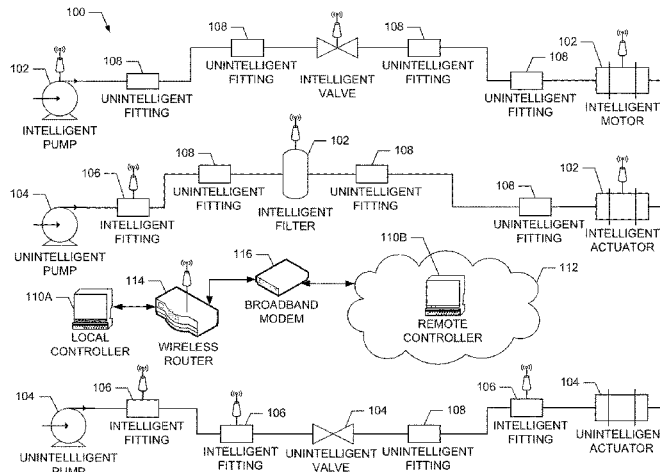 100
108
108
102
102
108
108
UNINTELLIGENT FITTING
INTELLIGENT VALVE
UNINTELLIGENT FITTING
UNINTELLIGENT FITTING
UNINTELLIGENT FITTING
INTELLIGENT MOTOR
INTELLIGENT PUMP
106
108
102
108
102
104
108
UNINTELLIGENT FITTING
INTELLIGENT FILTER
UNINTELLIGENT FITTING
INTELLIGENT FITTING
UNINTELLIGENT FITTING
INTELLIGENT ACTUATOR
UNINTELLIGENT PUMP
116
110B
112
114
110A
BROADBAND MODEM
REMOTE CONTROLLER
LOCAL CONTROLLER
WIRELESS ROUTER
106
106
104
104
106
104
108
INTELLIGENT FITTING
INTELLIGENT FITTING
UNINTELLIGENT VALVE
UNINTELLIGENT FITTING
INTELLIGENT FITTING
ACTUATOR
PUMP